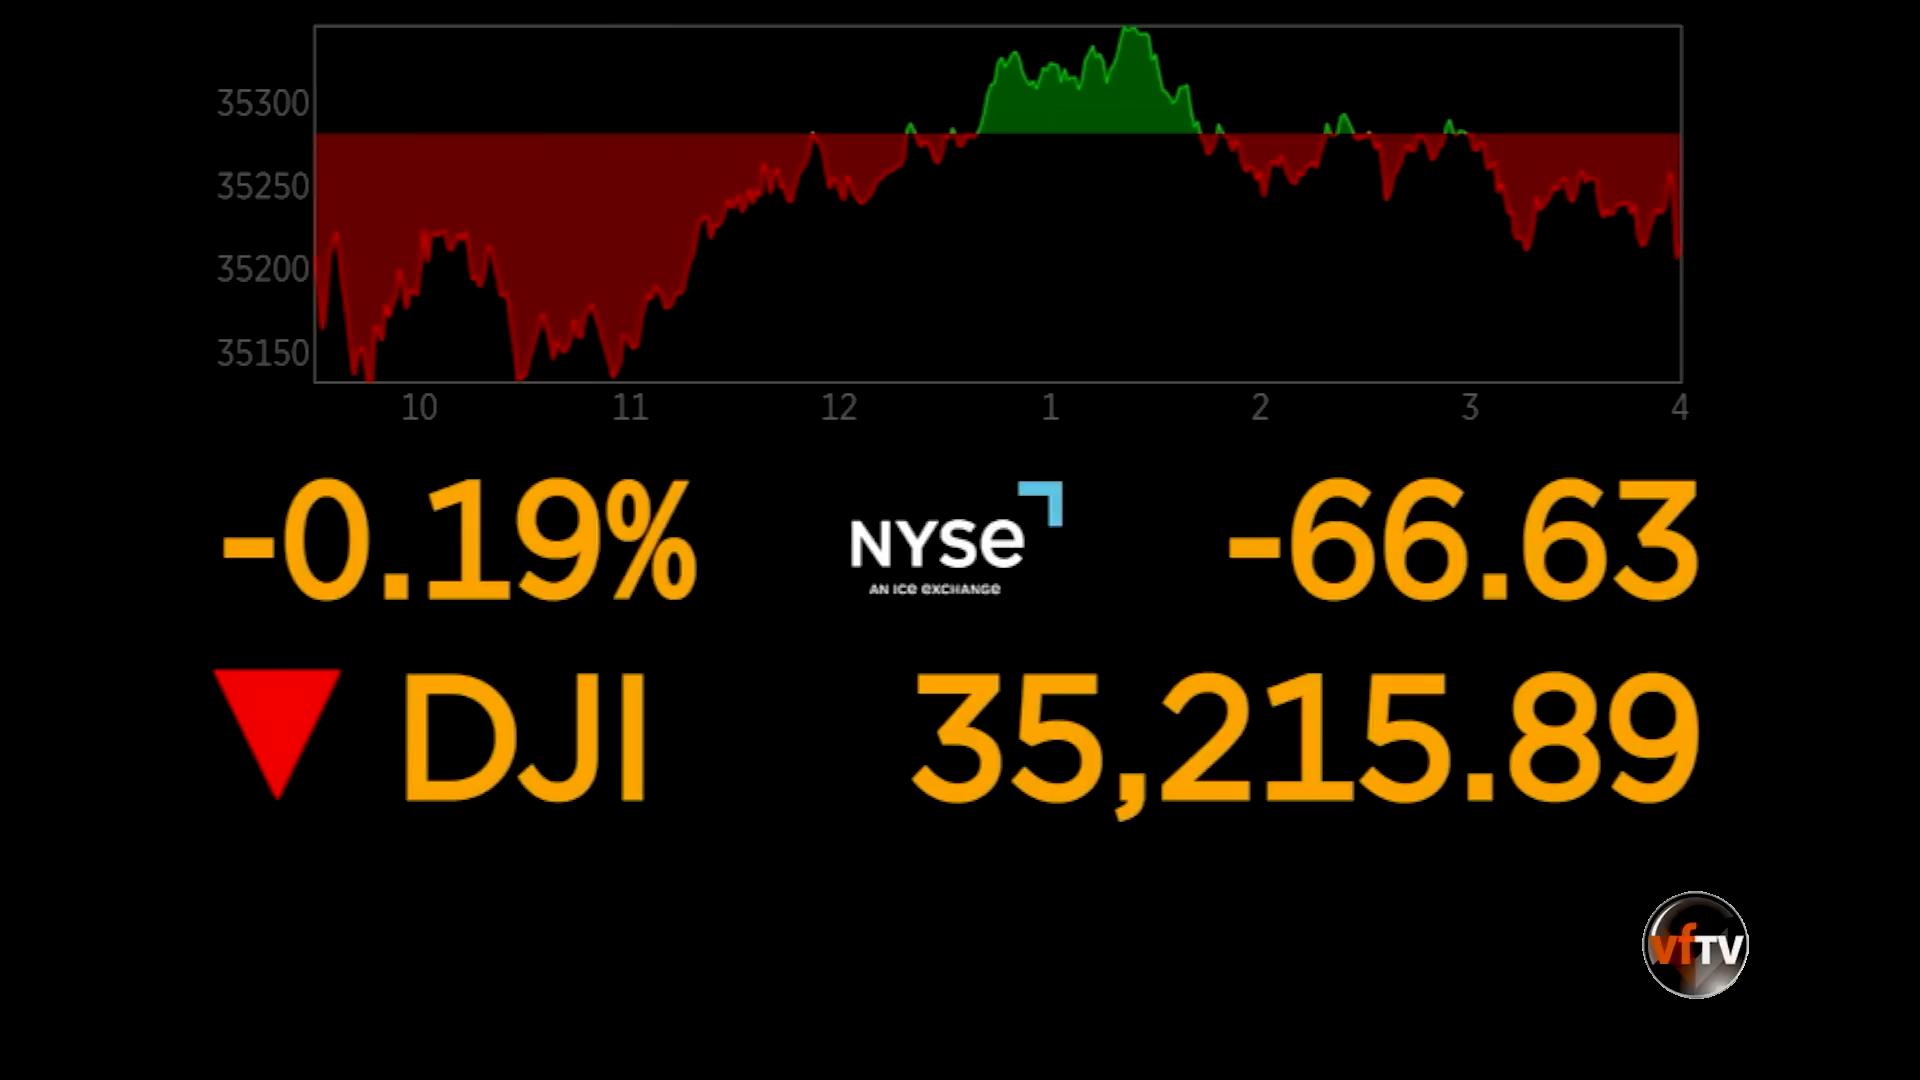 35300
35250
35200
35150
10 11 12 1 2 3 4
-0.19% NYSE -66.63
AN ICE EXCHANGE
DJI 35,215.89
vfTV